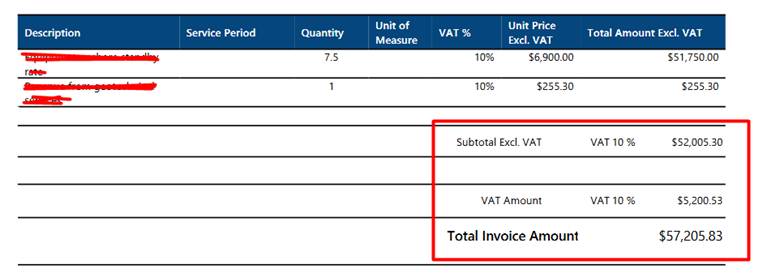 Description Service Period Quantity Unit of Measure VAT % Unit Price Excl. VAT Total Amount Excl. VAT
7.5 10% $6,900.00 $51,750.00
1 10% $255.30 $255.30
Subtotal Excl. VAT VAT 10 % $52,005.30
VAT Amount VAT 10 % $5,200.53
Total Invoice Amount $57,205.83